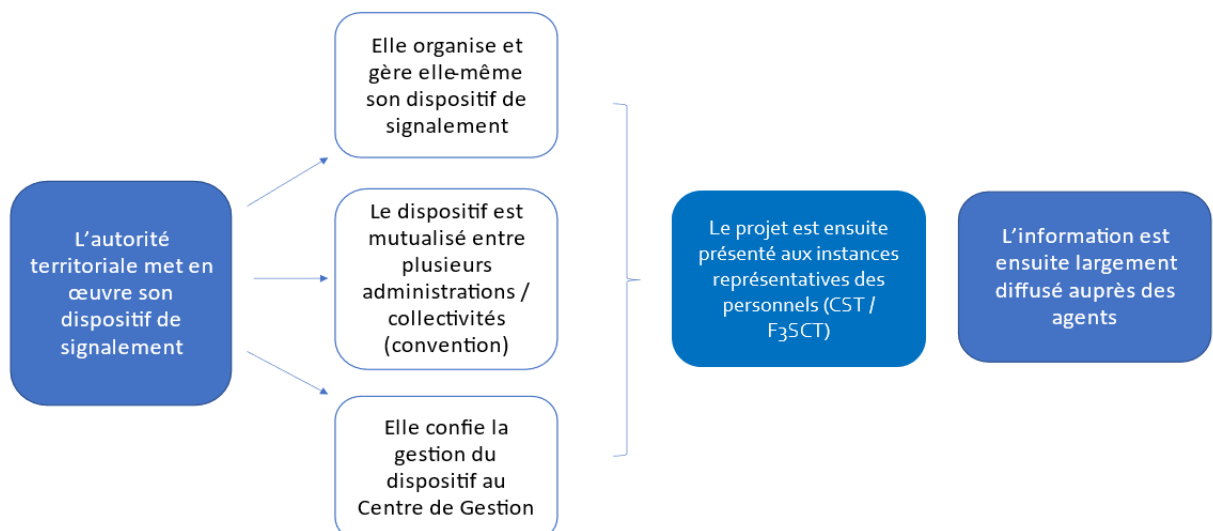 L'autorité
territoriale met en
œuvre son
dispositif de
signalement
Elle organise et
gère elle-même
son dispositif de
signalement
Le dispositif est
mutualisé entre
plusieurs
administrations /
collectivités
(convention)
Elle confie la
gestion du
dispositif au
Centre de Gestion
Le projet est ensuite
présenté aux instances
représentatives des
personnels (CST /
F3SCT)
L'information est
ensuite largement
diffusé auprès des
agents